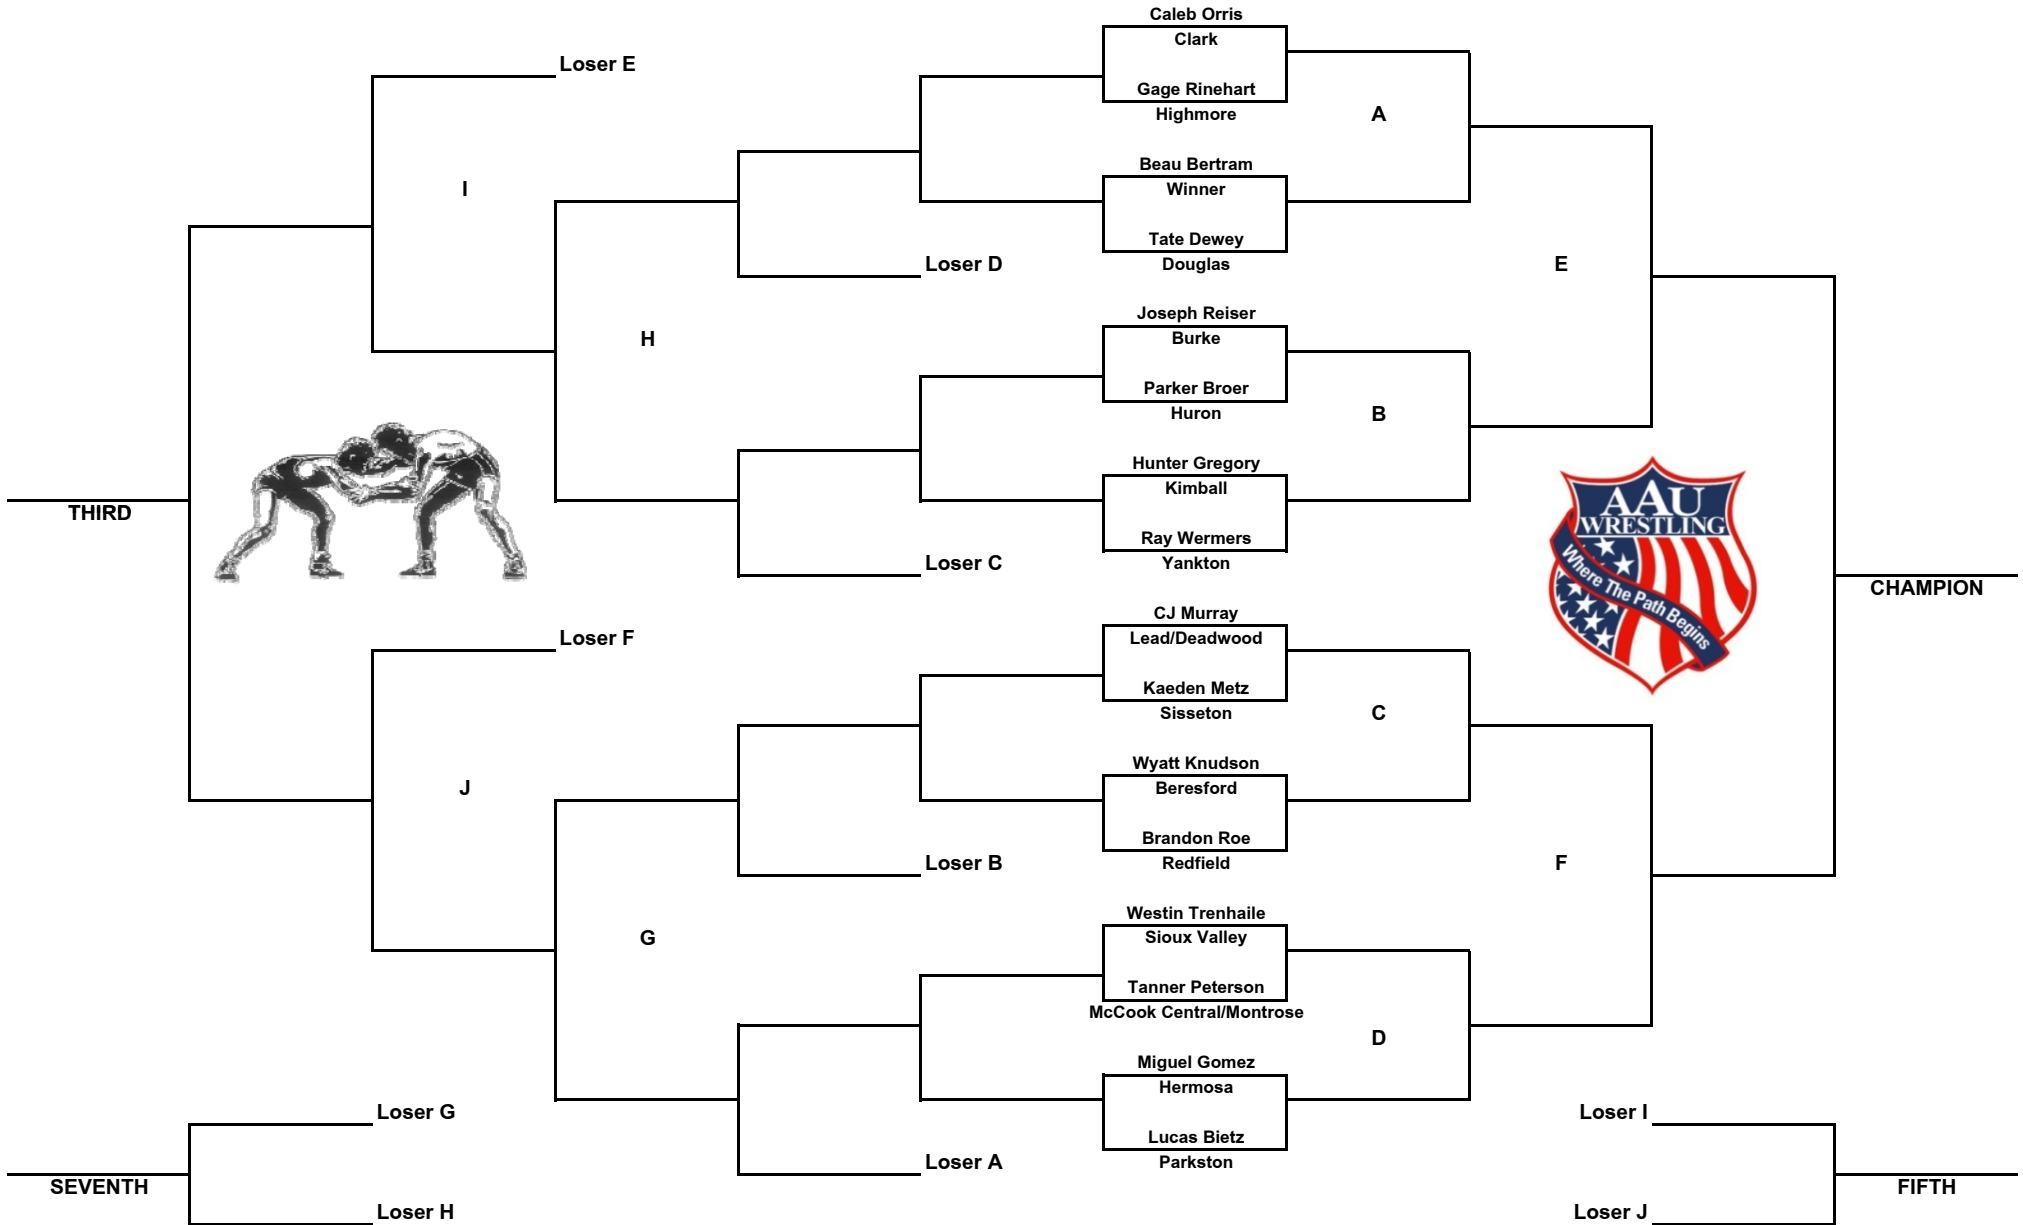 Caleb Orris
Clark
Loser E
Gage Rinehart
Highmore
A
Beau Bertram
I
Winner
Tate Dewey
Loser D
Douglas
E
Joseph Reiser
H
Burke
Parker Broer
Huron
B
Hunter Gregory
Kimball
THIRD
AAU
WRESTLING
Where The Path Begins
Ray Wermers
Loser C
Yankton
CHAMPION
CJ Murray
Loser F
Lead/Deadwood
Kaeden Metz
Sisseton
C
Wyatt Knudson
J
Beresford
Brandon Roe
Loser B
Redfield
F
Westin Trenhaile
G
Sioux Valley
Tanner Peterson
McCook Central/Montrose
D
Miguel Gomez
Hermosa
Loser G
Loser I
Lucas Bietz
Loser A
Parkston
SEVENTH
FIFTH
Loser H
Loser J